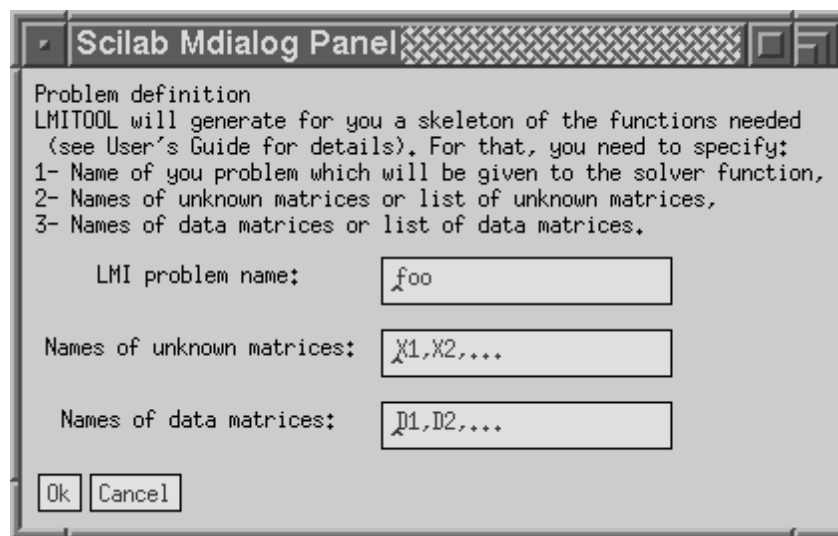 Scilab Mdialog Panel
Problem definition
LMITOOL will generate for you a skeleton of the functions needed
(see User's Guide for details). For that, you need to specify:
1- Name of you problem which will be given to the solver function,
2- Names of unknown matrices or list of unknown matrices,
3- Names of data matrices or list of data matrices.
LMI problem name: foo
Names of unknown matrices: X1,X2,...
Names of data matrices: D1,D2,...
Ok Cancel